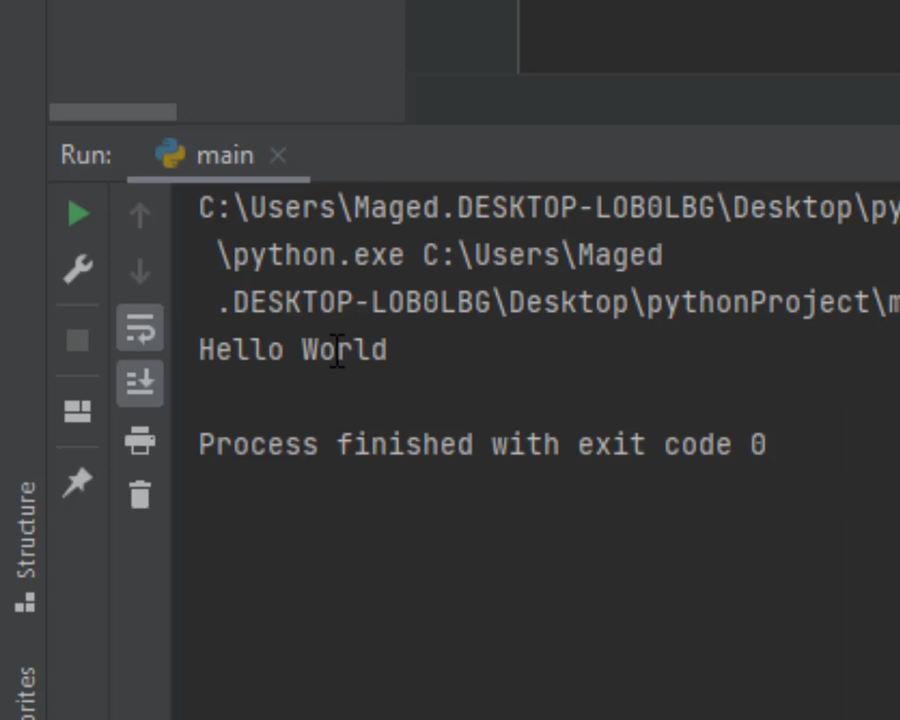 Run: main
C:\Users\Maged.DESKTOP-LOB0LBG\Desktop\py
\python.exe C:\Users\Maged
.DESKTOP-LOB0LBG\Desktop\pythonProject\m
Hello World
Process finished with exit code 0
Structure
orites